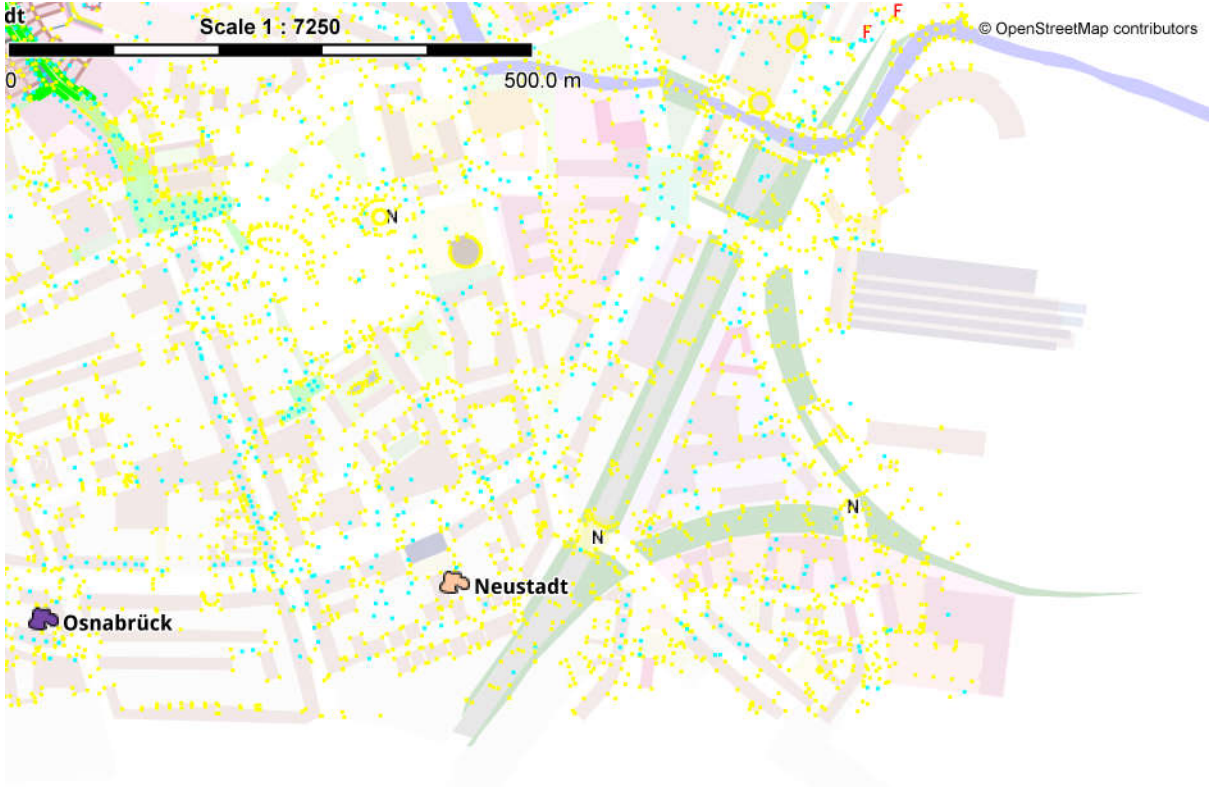 dt
Scale 1 : 7250
0
500.0 m
© OpenStreetMap contributors
F
F
N
N
N
Neustadt
Osnabrück